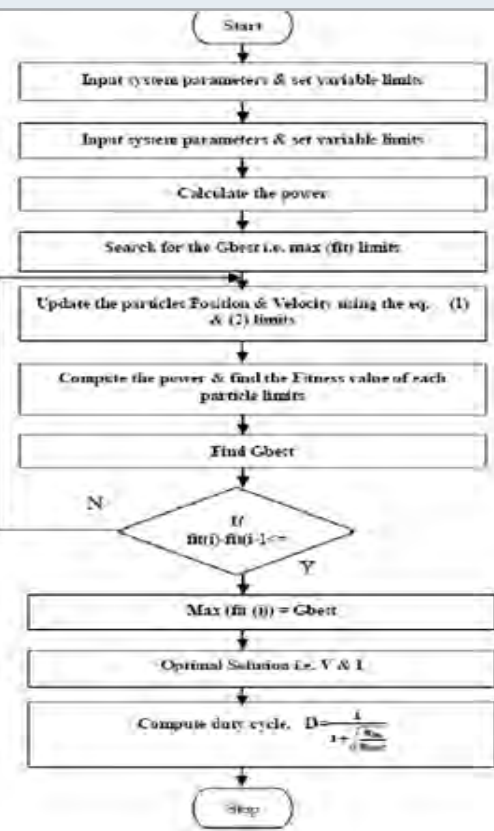 Start
Input system parameters & set variable limits
Input system parameters & set variable limits
Calculate the power
Search for the Gbest i.e. max (fit) limits
Update the particles Position & Velocity using the eq. (1)
& (2) limits
Compute the power & find the Fitness value of each
particle limits
Find Gbest
N
If
fit(i)-fit(i-1<=
Y
Max (fit (i)) = Gbest
Optimal Solution i.e. V & I
Compute duty cycle. D=
1
1+√
Stop